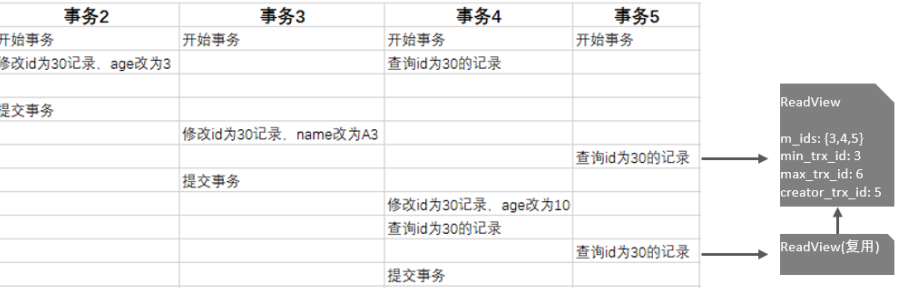 事务2 事务3 事务4 事务5
开始事务 开始事务 开始事务 开始事务
修改id为30记录，age改为3 查询id为30的记录
提交事务
修改id为30记录，name改为A3
查询id为30的记录
提交事务
修改id为30记录，age改为10
查询id为30的记录
查询id为30的记录
提交事务
ReadView
m_ids: {3,4,5}
min_trx_id: 3
max_trx_id: 6
creator_trx_id: 5
ReadView(复用)